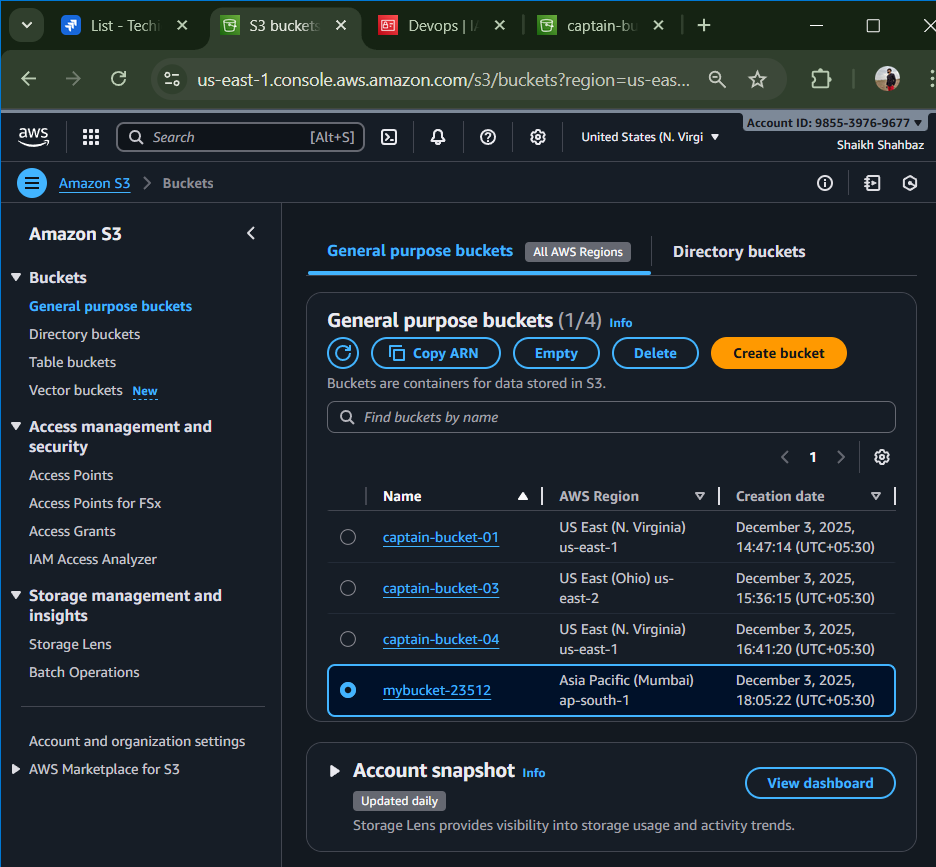 List - Techi
S3 buckets
Devops | IA
captain-bu
us-east-1.console.aws.amazon.com/s3/buckets?region=us-eas...
aws
Search
[Alt+S]
United States (N. Virgi
Account ID: 9855-3976-9677
Shaikh Shahbaz
Amazon S3
Buckets
Amazon S3
Buckets
General purpose buckets
Directory buckets
Table buckets
Vector buckets New
Access management and
security
Access Points
Access Points for FSx
Access Grants
IAM Access Analyzer
Storage management and
insights
Storage Lens
Batch Operations
Account and organization settings
AWS Marketplace for S3
General purpose buckets
All AWS Regions
Directory buckets
General purpose buckets (1/4) Info
Copy ARN
Empty
Delete
Create bucket
Buckets are containers for data stored in S3.
Find buckets by name
1
Name
AWS Region
Creation date
captain-bucket-01
US East (N. Virginia)
us-east-1
December 3, 2025,
14:47:14 (UTC+05:30)
captain-bucket-03
US East (Ohio) us-
east-2
December 3, 2025,
15:36:15 (UTC+05:30)
captain-bucket-04
US East (N. Virginia)
us-east-1
December 3, 2025,
16:41:20 (UTC+05:30)
mybucket-23512
Asia Pacific (Mumbai)
ap-south-1
December 3, 2025,
18:05:22 (UTC+05:30)
Account snapshot Info
Updated daily
View dashboard
Storage Lens provides visibility into storage usage and activity trends.